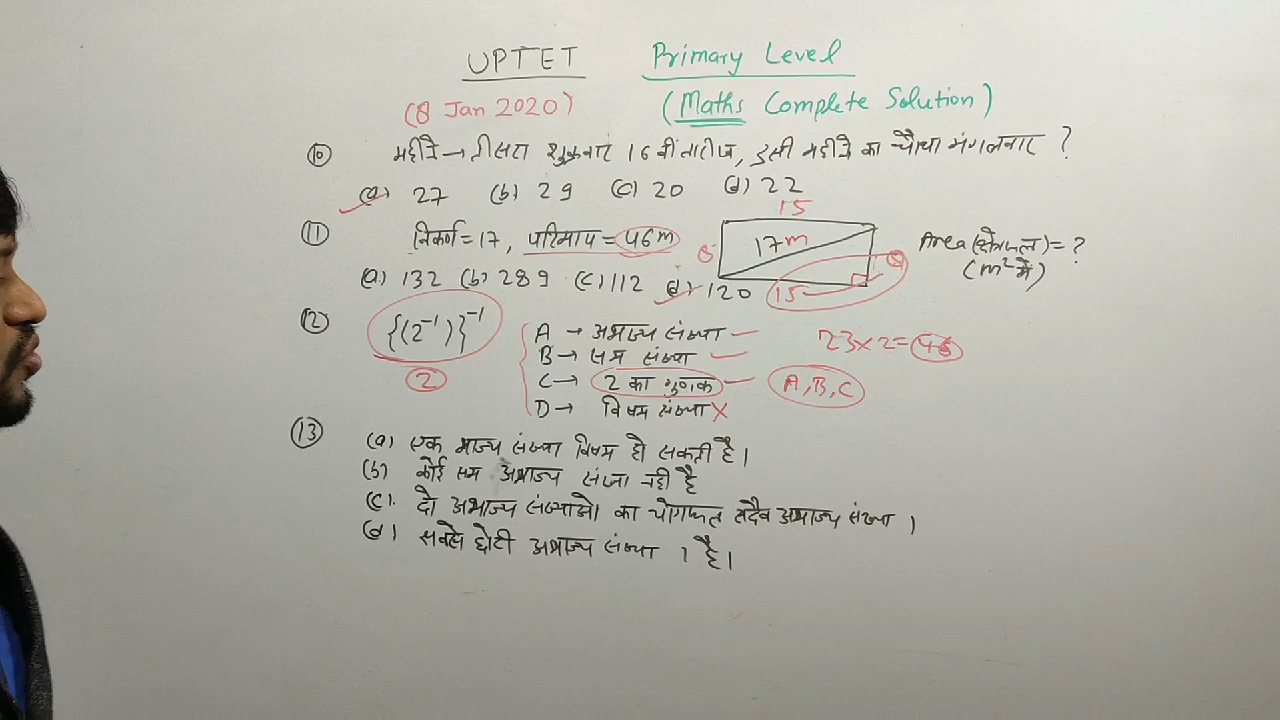 UPTET Primary Level
(8 Jan 2020) (Maths Complete Solution)
⑩ महीने → तीसरा शुक्रवार 16 वीं तारीख, इसी महीने का चौथा मंगलवार ?
(a) 27 (b) 29 (c) 20 (d) 22
15
⑪ विकर्ण = 17, परिमाप = 46m 8 17m 8 Area (क्षेत्रफल) = ?
(m² में)
(a) 132 (b) 289 (c) 112 (d) 120 15
⑫ {(2⁻¹)}⁻¹ A → अभाज्य संख्या 23×2=46
B → सम संख्या
2 C → 2 का गुणक A, B, C
D → विषम संख्या ×
⑬ (a) एक भाज्य संख्या विषम हो सकती है।
(b) कोई सम अभाज्य संख्या नही है
(c) दो अभाज्य संख्याओ का योगफल सदैव अभाज्य संख्या ।
(d) सबसे छोटी अभाज्य संख्या 1 है।